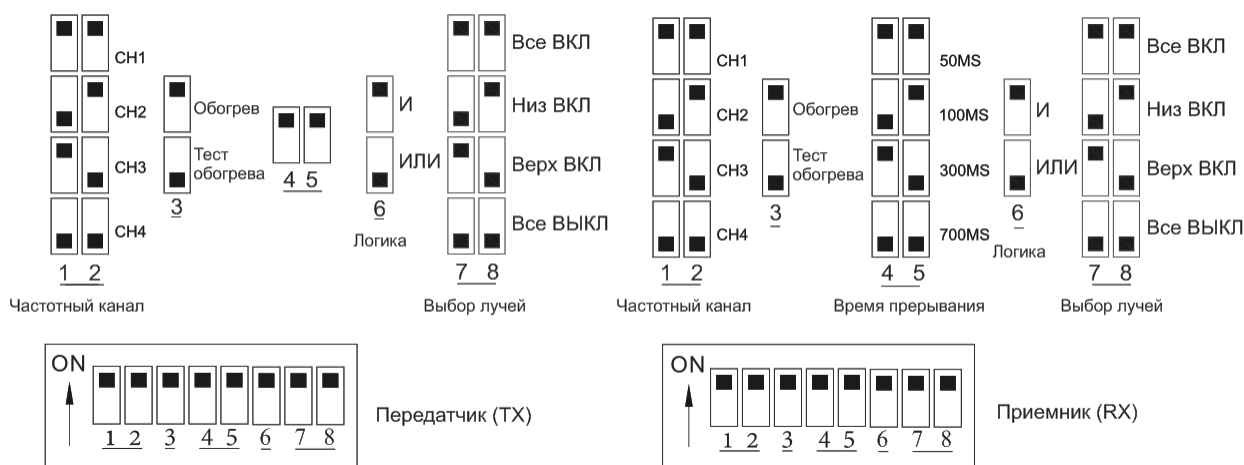 CH1
CH2
CH3
CH4
1 2
Частотный канал
Обогрев
Тест
обогрева
3
4 5
И
ИЛИ
6
Логика
Все ВКЛ
Низ ВКЛ
Верх ВКЛ
Все ВЫКЛ
7 8
Выбор лучей
CH1
CH2
CH3
CH4
1 2
Частотный канал
Обогрев
Тест
обогрева
3
50MS
100MS
300MS
700MS
4 5
Время прерывания
И
ИЛИ
6
Логика
Все ВКЛ
Низ ВКЛ
Верх ВКЛ
Все ВЫКЛ
7 8
Выбор лучей
ON
1 2 3 4 5 6 7 8
Передатчик (TX)
ON
1 2 3 4 5 6 7 8
Приемник (RX)